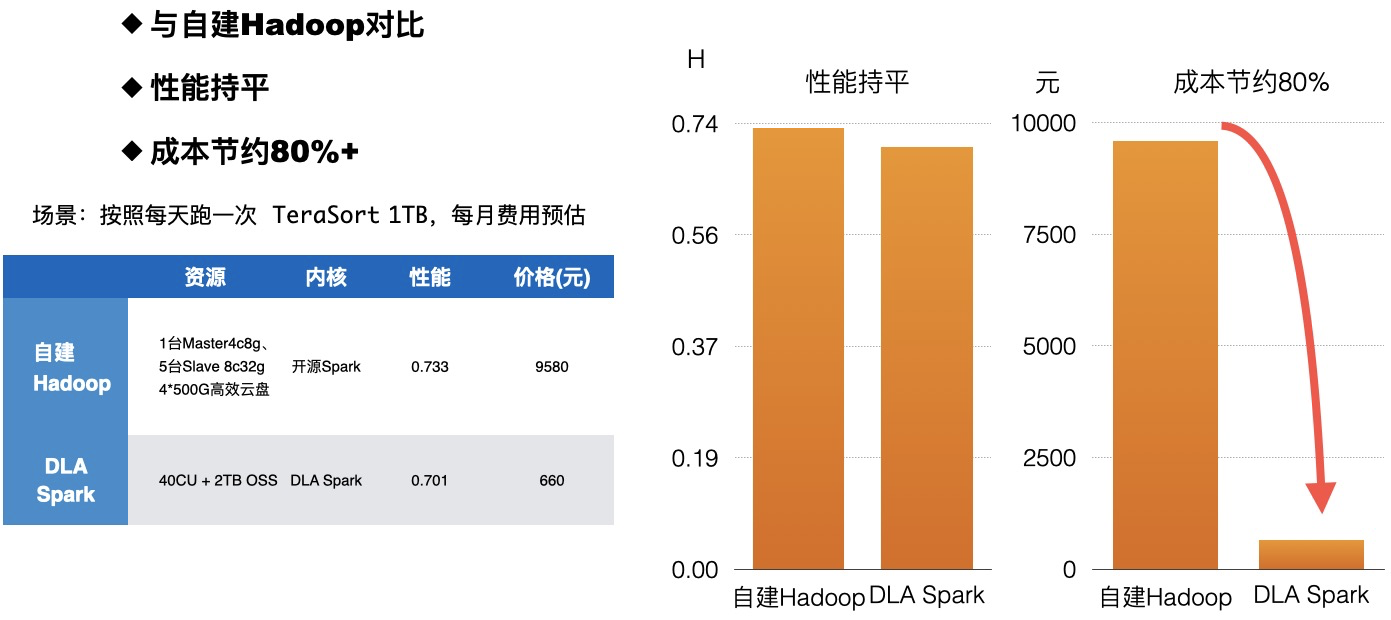 ◆ 与自建Hadoop对比
◆ 性能持平
◆ 成本节约80%+
场景：按照每天跑一次 TeraSort 1TB，每月费用预估
资源 内核 性能 价格(元)
自建
Hadoop
1台Master4c8g、
5台Slave 8c32g
4*500G高效云盘
开源Spark
0.733
9580
DLA
Spark
40CU + 2TB OSS
DLA Spark
0.701
660
H
性能持平
0.74
0.56
0.37
0.19
0.00
自建Hadoop
DLA Spark
元
成本节约80%
10000
7500
5000
2500
0
自建Hadoop
DLA Spark